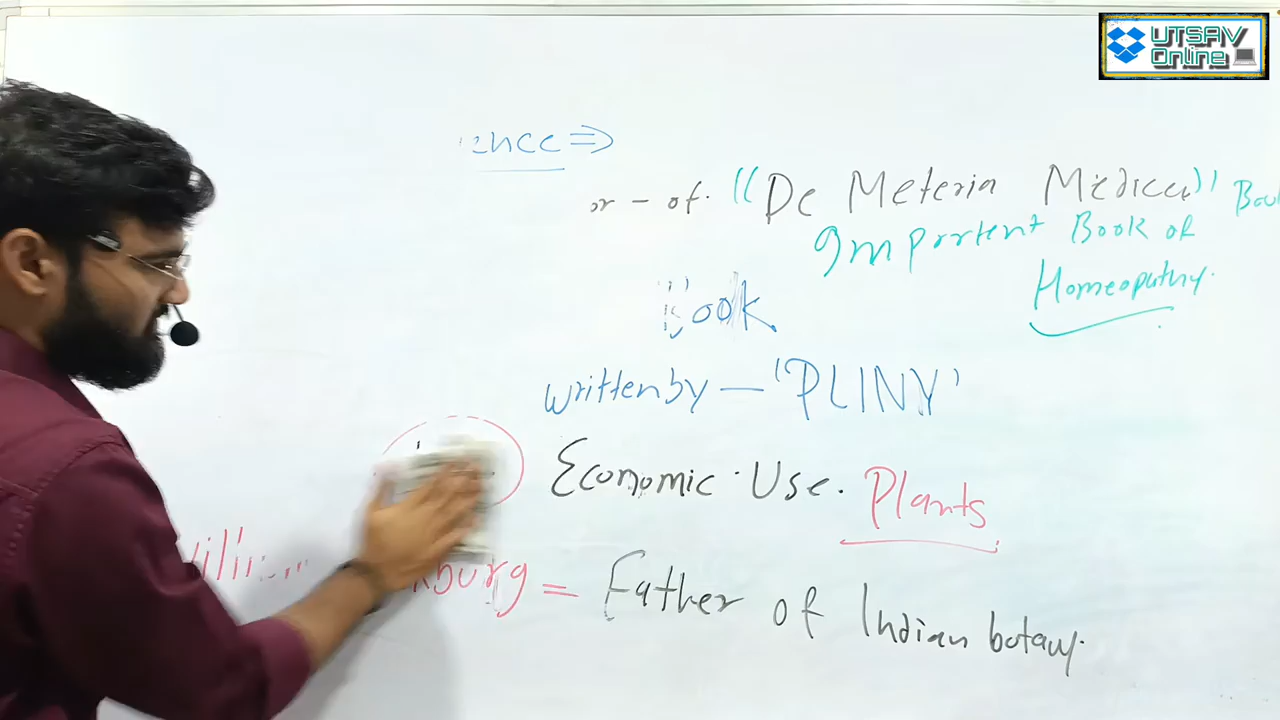 UTSAV
Online
ence ⇒
or - of. "De Meteria Medica"
Important Book of
Homeopathy.
Book
written by — 'PLINY'
Economic Use. Plants
burg = Father of Indian botany.